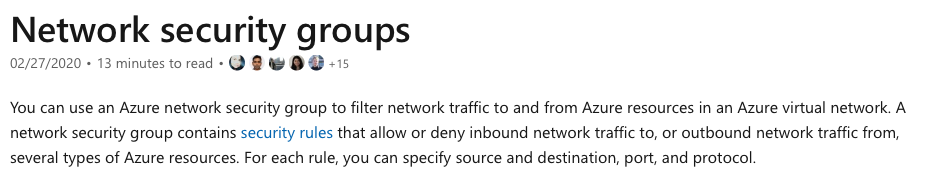 Network security groups
02/27/2020 • 13 minutes to read • +15
You can use an Azure network security group to filter network traffic to and from Azure resources in an Azure virtual network. A
network security group contains security rules that allow or deny inbound network traffic to, or outbound network traffic from,
several types of Azure resources. For each rule, you can specify source and destination, port, and protocol.